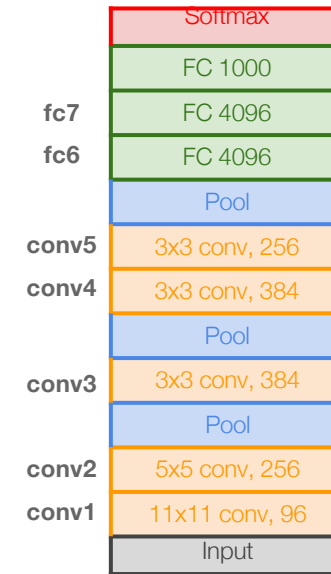 Softmax
FC 1000
fc7 FC 4096
fc6 FC 4096
Pool
conv5 3x3 conv, 256
conv4 3x3 conv, 384
Pool
conv3 3x3 conv, 384
Pool
conv2 5x5 conv, 256
conv1 11x11 conv, 96
Input